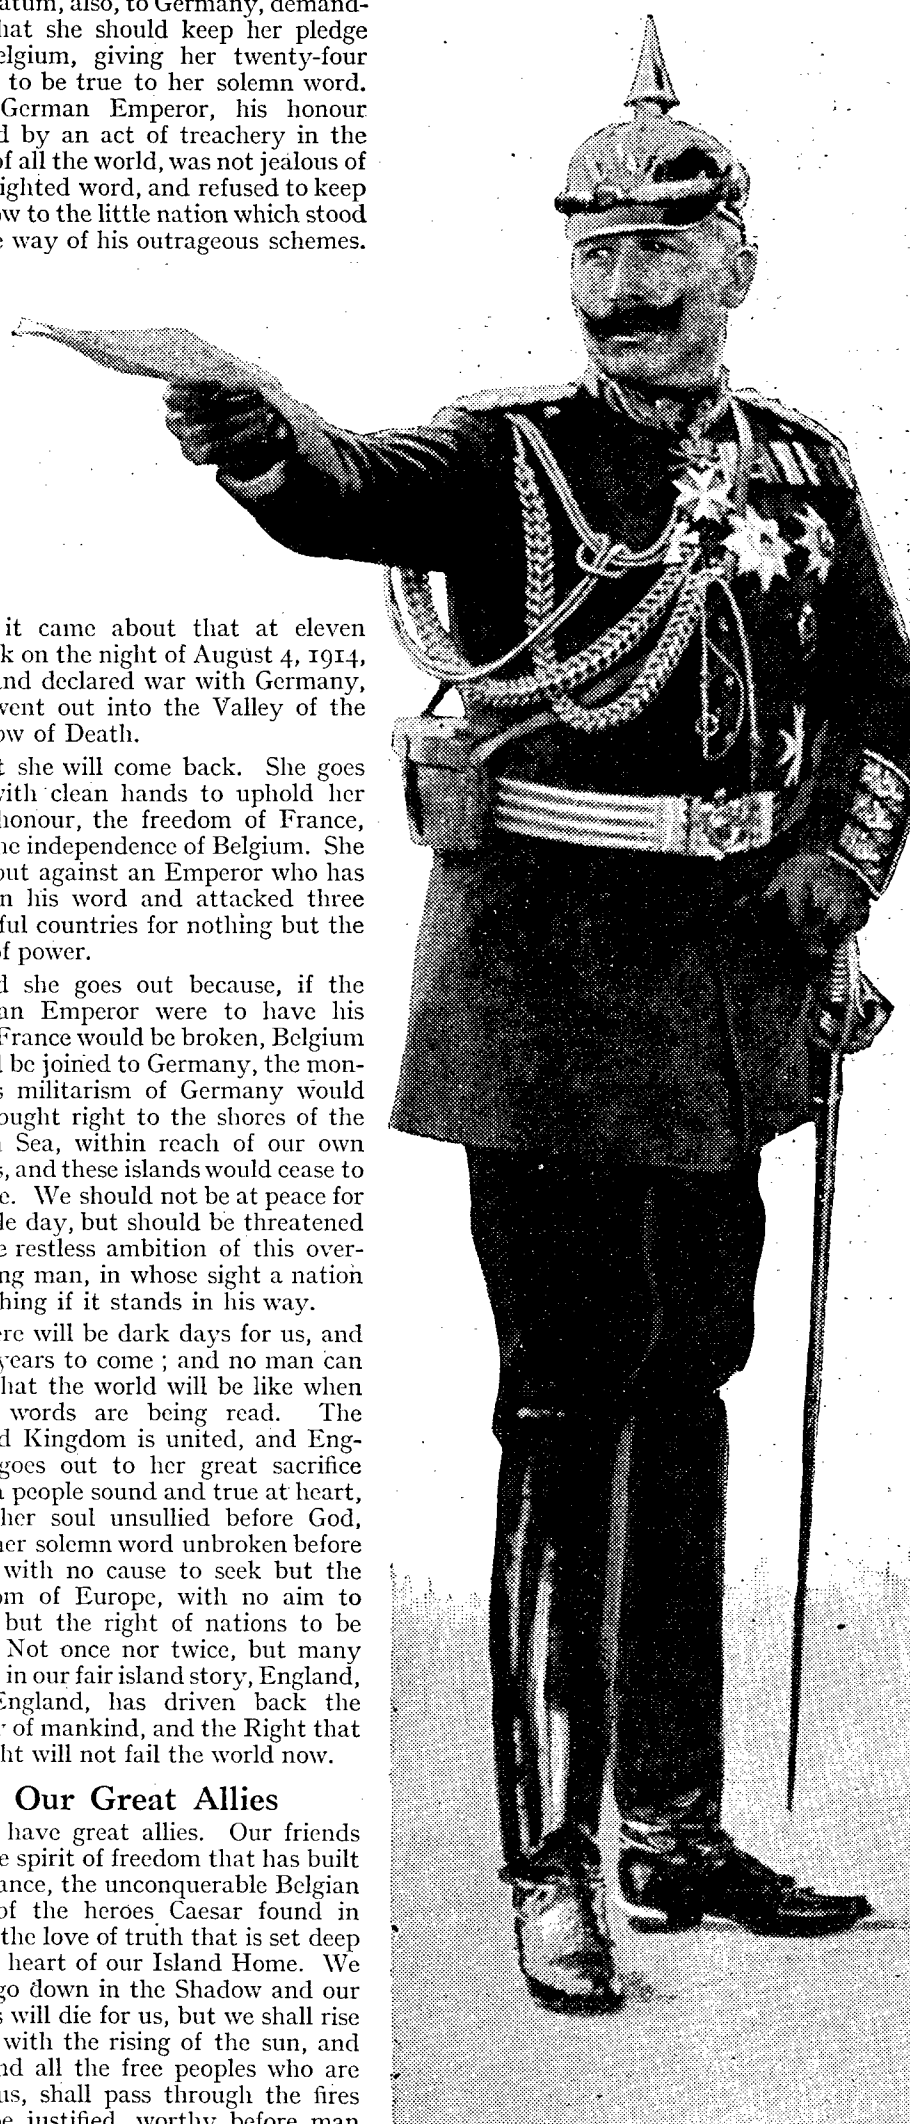 atum, also, to Germany, demand-
hat she should keep her pledge
elgium, giving her twenty-four
to be true to her solemn word.
German Emperor, his honour
d by an act of treachery in the
of all the world, was not jealous of
ighted word, and refused to keep
ow to the little nation which stood
e way of his outrageous schemes.
it came about that at eleven
k on the night of August 4, 1914,
and declared war with Germany,
went out into the Valley of the
ow of Death.
t she will come back. She goes
with clean hands to uphold her
honour, the freedom of France,
he independence of Belgium. She
out against an Emperor who has
n his word and attacked three
ful countries for nothing but the
of power.
d she goes out because, if the
an Emperor were to have his
France would be broken, Belgium
l be joined to Germany, the mon-
s militarism of Germany would
ought right to the shores of the
n Sea, within reach of our own
s, and these islands would cease to
e. We should not be at peace for
le day, but should be threatened
e restless ambition of this over-
ng man, in whose sight a nation
hing if it stands in his way.
ere will be dark days for us, and
years to come ; and no man can
hat the world will be like when
words are being read. The
d Kingdom is united, and Eng-
goes out to her great sacrifice
a people sound and true at heart,
her soul unsullied before God,
her solemn word unbroken before
with no cause to seek but the
om of Europe, with no aim to
but the right of nations to be
Not once nor twice, but many
in our fair island story, England,
England, has driven back the
r of mankind, and the Right that
ht will not fail the world now.
Our Great Allies
have great allies. Our friends
e spirit of freedom that has built
ance, the unconquerable Belgian
of the heroes Caesar found in
the love of truth that is set deep
heart of our Island Home. We
go down in the Shadow and our
s will die for us, but we shall rise
with the rising of the sun, and
nd all the free peoples who are
us, shall pass through the fires
be justified, worthy before man